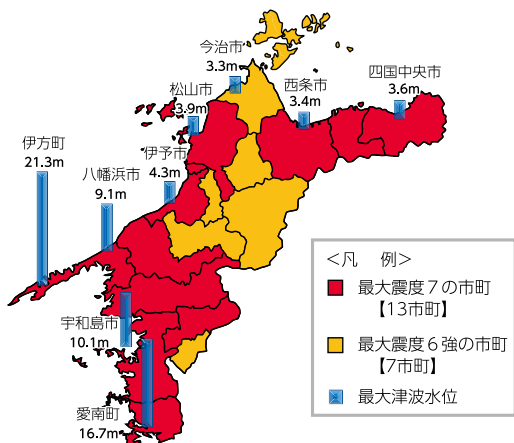 今治市
3.3m
松山市
3.9m
西条市
3.4m
四国中央市
3.6m
伊方町
21.3m
八幡浜市
9.1m
伊予市
4.3m
宇和島市
10.1m
愛南町
16.7m
＜凡　例＞
最大震度７の市町
【13市町】
最大震度６強の市町
【7市町】
最大津波水位